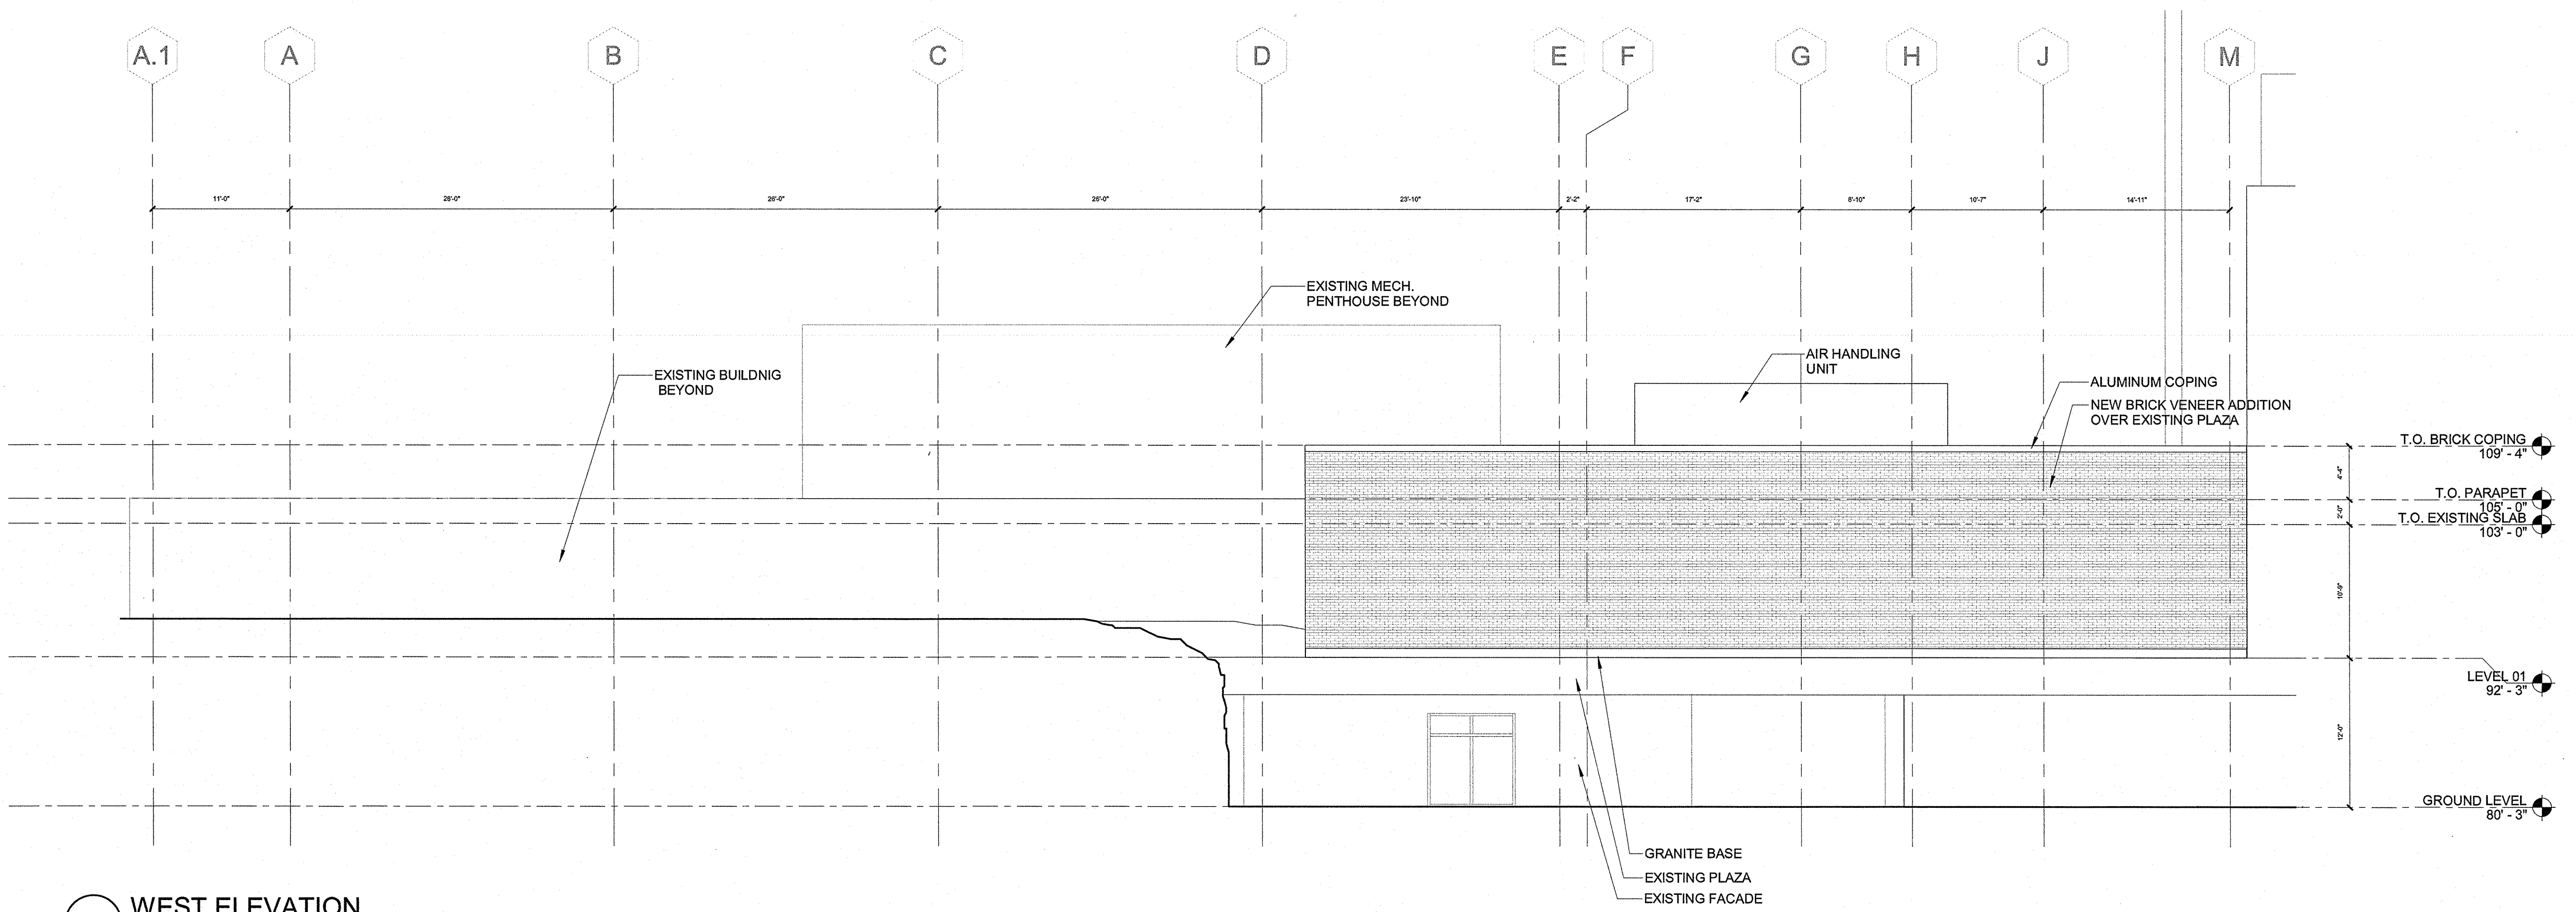 A.1 A B C D E F G H J M
11'-0" 26'-0" 26'-0" 26'-0" 23'-10" 2'-2" 17'-2" 8'-10" 10'-7" 14'-11"
EXISTING MECH.
PENTHOUSE BEYOND
AIR HANDLING
UNIT
EXISTING BUILDNIG
BEYOND
ALUMINUM COPING
NEW BRICK VENEER ADDITION
OVER EXISTING PLAZA
T.O. BRICK COPING
109' - 4"
4'-4"
T.O. PARAPET
105' - 0"
2'-0"
T.O. EXISTING SLAB
103' - 0"
10'-9"
LEVEL 01
92' - 3"
12'-0"
GROUND LEVEL
80' - 3"
GRANITE BASE
EXISTING PLAZA
EXISTING FACADE
WEST ELEVATION